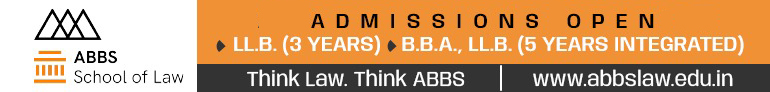 ABBS
School of Law
ADMISSIONS OPEN
LL.B. (3 YEARS) B.B.A., LL.B. (5 YEARS INTEGRATED)
Think Law. Think ABBS
www.abbslaw.edu.in